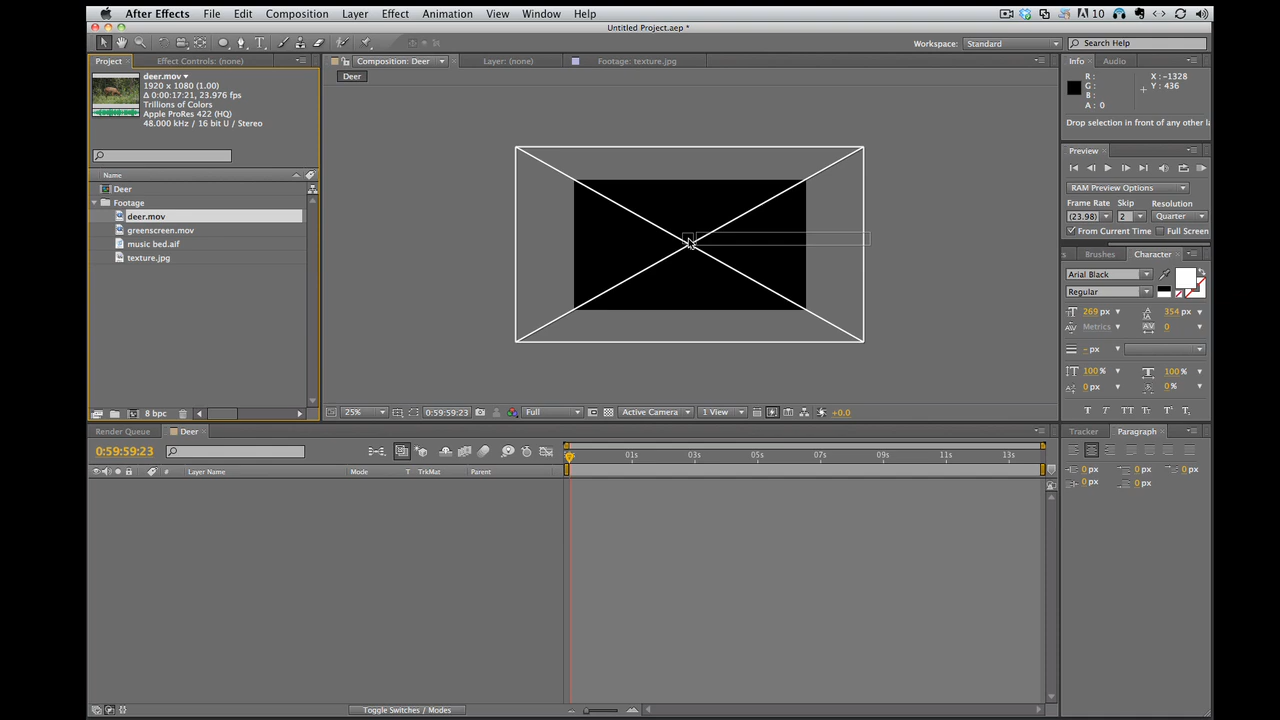 After Effects File Edit Composition Layer Effect Animation View Window Help
10
Untitled Project.aep *
Workspace: Standard Search Help
Project Effect Controls: (none) Composition: Deer Layer: (none) Footage: texture.jpg Info Audio
Deer
deer.mov
1920 x 1080 (1.00)
Δ 0:00:17:21, 23.976 fps
Trillions of Colors
Apple ProRes 422 (HQ)
48.000 kHz / 16 bit U / Stereo
R :
G :
B :
A : 0
X : -1328
Y : 436
Drop selection in front of any other la
Preview
RAM Preview Options
Frame Rate Skip Resolution
(23.98) 2 Quarter
From Current Time Full Screen
Name
Deer
Footage
deer.mov
greenscreen.mov
music bed.aif
texture.jpg
s Brushes Character
Arial Black
Regular
269 px 354 px
Metrics 0
- px
100 % 100 %
0 px 0 %
T T TT Tt T' T,
8 bpc
25% 0:59:59:23 Full Active Camera 1 View +0.0
Render Queue Deer
Tracker Paragraph
0:59:59:23
01s 03s 05s 07s 09s 11s 13s
# Layer Name Mode T TrkMat Parent
0 px 0 px 0 px
0 px 0 px
Toggle Switches / Modes